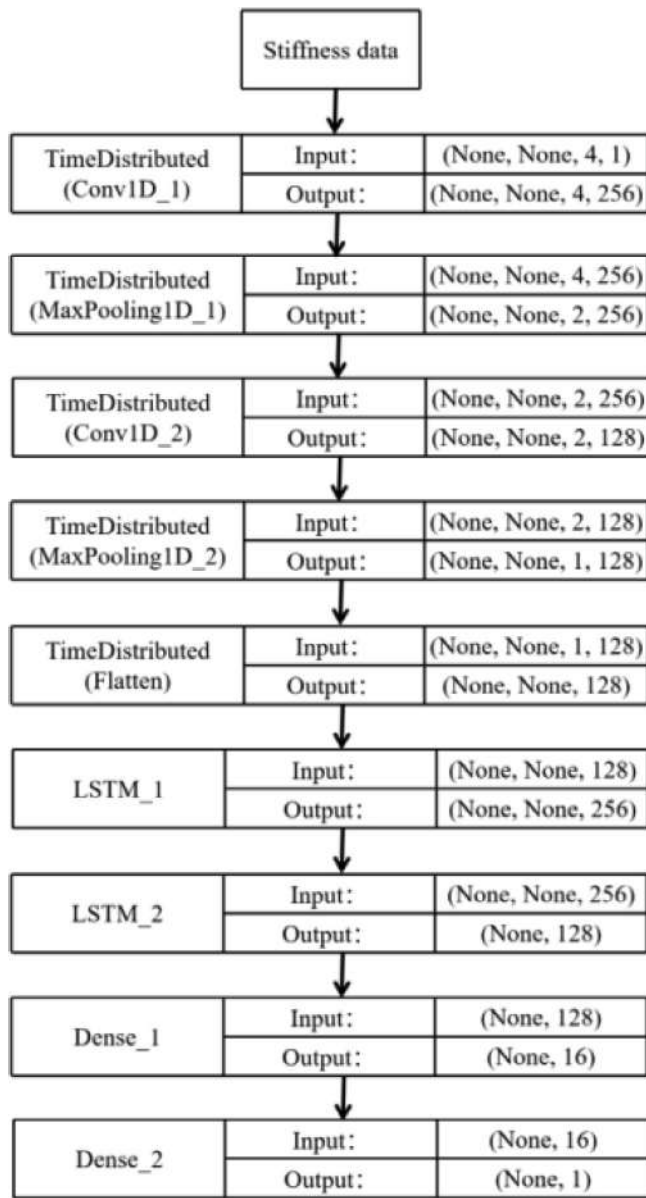 Stiffness data
TimeDistributed
(Conv1D_1)
Input:
(None, None, 4, 1)
Output:
(None, None, 4, 256)
TimeDistributed
(MaxPooling1D_1)
Input:
(None, None, 4, 256)
Output:
(None, None, 2, 256)
TimeDistributed
(Conv1D_2)
Input:
(None, None, 2, 256)
Output:
(None, None, 2, 128)
TimeDistributed
(MaxPooling1D_2)
Input:
(None, None, 2, 128)
Output:
(None, None, 1, 128)
TimeDistributed
(Flatten)
Input:
(None, None, 1, 128)
Output:
(None, None, 128)
LSTM_1
Input:
(None, None, 128)
Output:
(None, None, 256)
LSTM_2
Input:
(None, None, 256)
Output:
(None, 128)
Dense_1
Input:
(None, 128)
Output:
(None, 16)
Dense_2
Input:
(None, 16)
Output:
(None, 1)